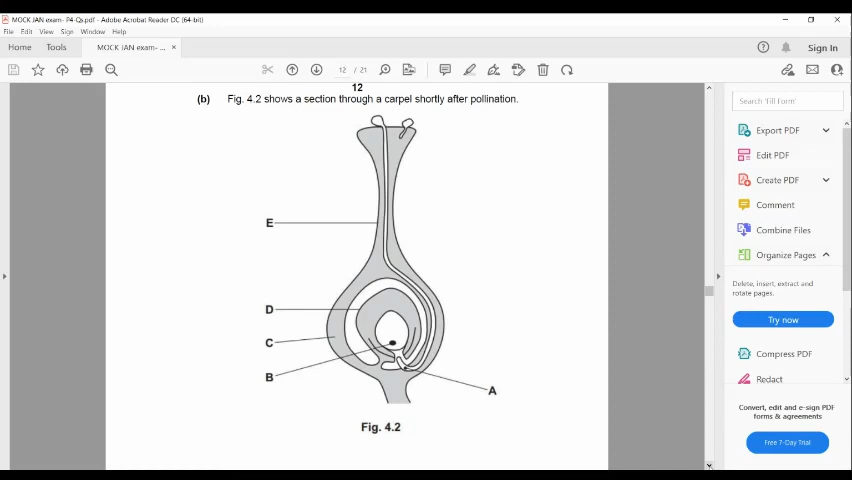 MOCK JAN exam- P4-Qs.pdf - Adobe Acrobat Reader DC (64-bit)
File Edit View Sign Window Help
Home Tools MOCK JAN exam- ... × Sign In
12 / 21
12
(b) Fig. 4.2 shows a section through a carpel shortly after pollination.
E
D
C
B
A
Fig. 4.2
Search 'Fill Form'
Export PDF
Edit PDF
Create PDF
Comment
Combine Files
Organize Pages
Delete, insert, extract and
rotate pages.
Try now
Compress PDF
Redact
Convert, edit and e-sign PDF
forms & agreements
Free 7-Day Trial